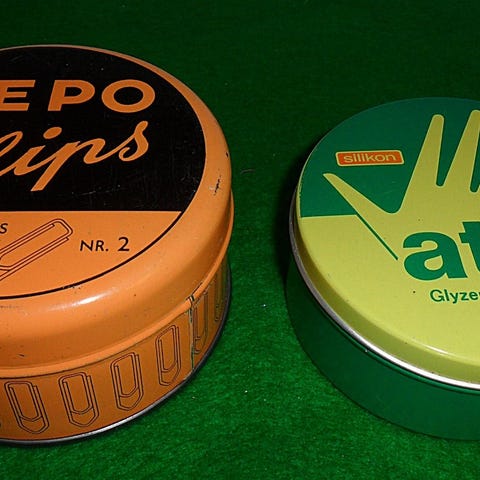 EPO
lips
S
NR. 2
silikon
at
Glyze